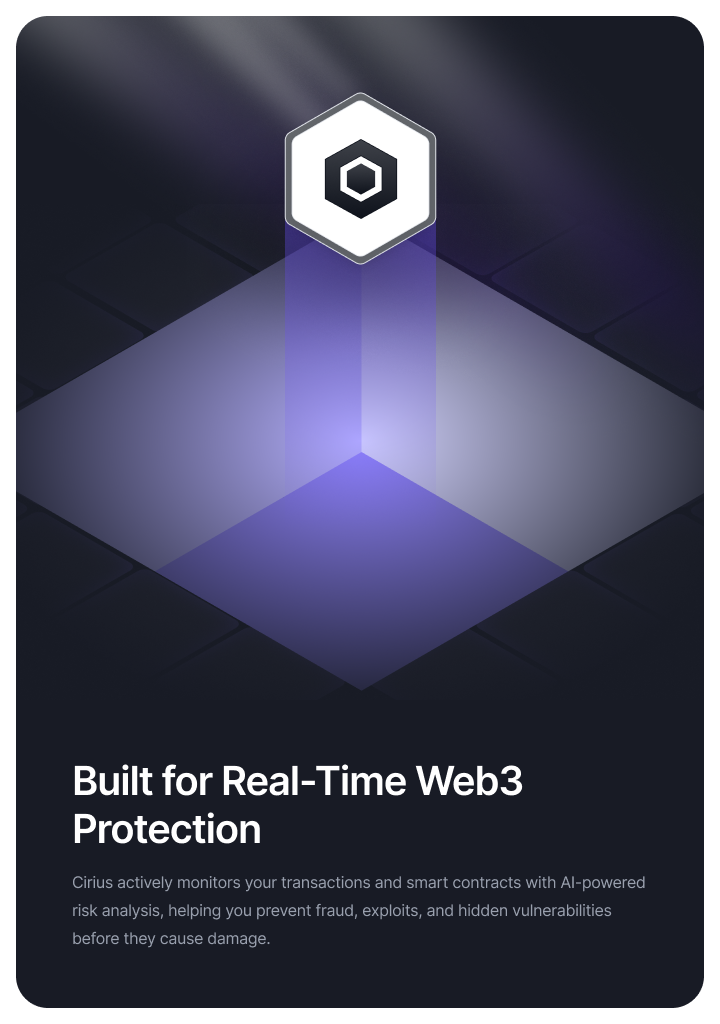 Built for Real-Time Web3
Protection
Cirius actively monitors your transactions and smart contracts with AI-powered
risk analysis, helping you prevent fraud, exploits, and hidden vulnerabilities
before they cause damage.